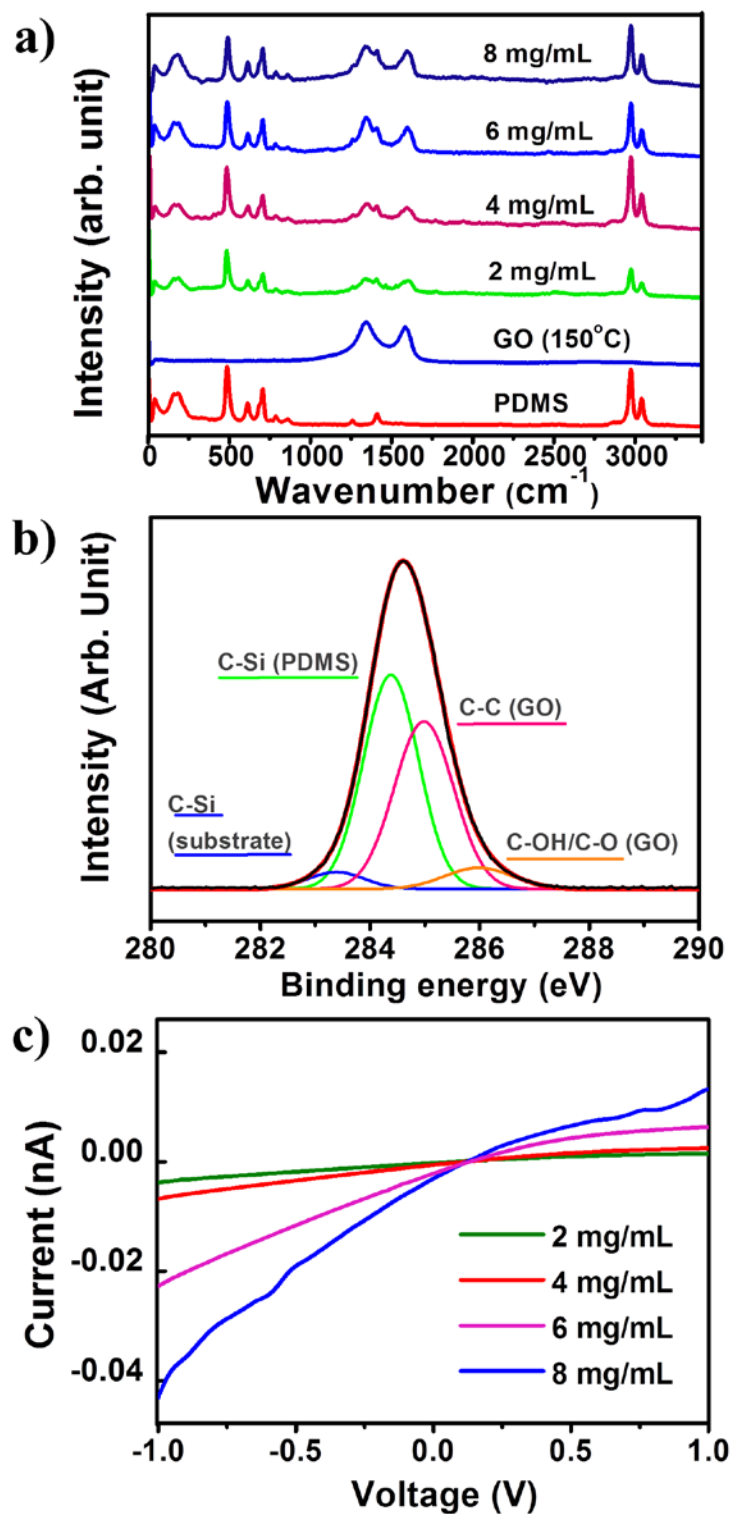 a)
Intensity (arb. unit)
8 mg/mL
6 mg/mL
4 mg/mL
2 mg/mL
GO (150°C)
PDMS
0 500 1000 1500 2000 2500 3000
Wavenumber (cm⁻¹)
b)
Intensity (Arb. Unit)
C-Si (PDMS)
C-C (GO)
C-Si
(substrate)
C-OH/C-O (GO)
280 282 284 286 288 290
Binding energy (eV)
c)
Current (nA)
0.02
0.00
-0.02
-0.04
2 mg/mL
4 mg/mL
6 mg/mL
8 mg/mL
-1.0 -0.5 0.0 0.5 1.0
Voltage (V)